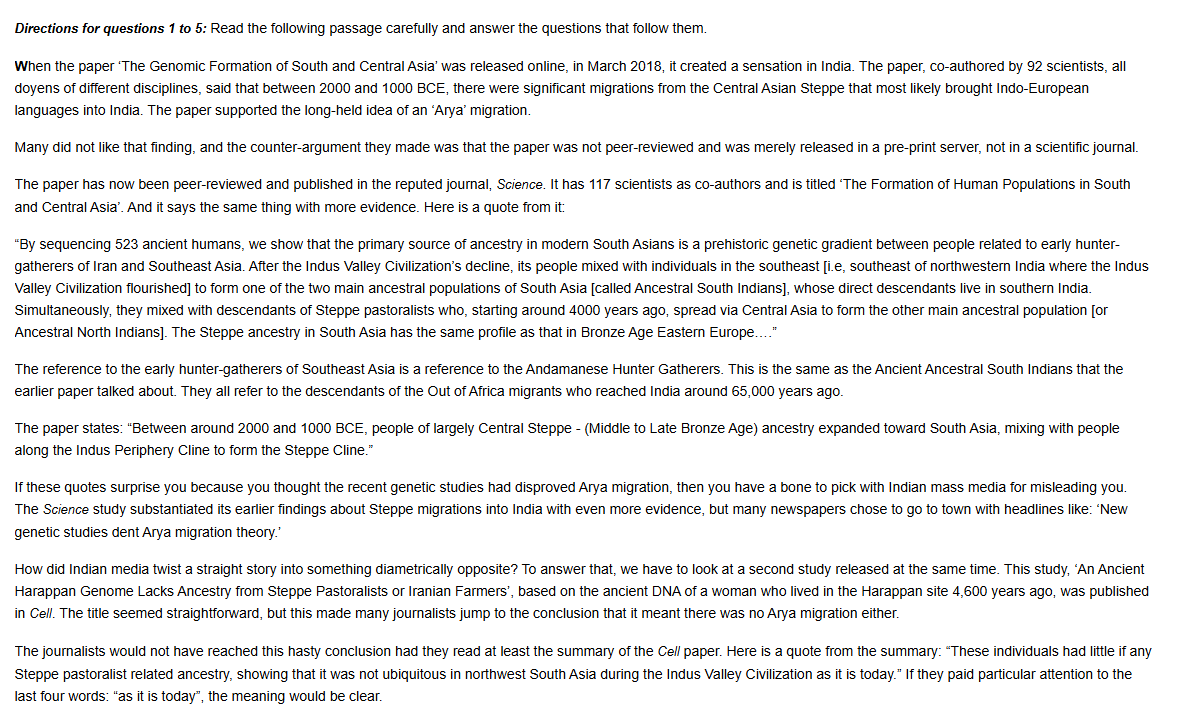 Directions for questions 1 to 5: Read the following passage carefully and answer the questions that follow them.
When the paper ‘The Genomic Formation of South and Central Asia’ was released online, in March 2018, it created a sensation in India. The paper, co-authored by 92 scientists, all
doyens of different disciplines, said that between 2000 and 1000 BCE, there were significant migrations from the Central Asian Steppe that most likely brought Indo-European
languages into India. The paper supported the long-held idea of an ‘Arya’ migration.
Many did not like that finding, and the counter-argument they made was that the paper was not peer-reviewed and was merely released in a pre-print server, not in a scientific journal.
The paper has now been peer-reviewed and published in the reputed journal, Science. It has 117 scientists as co-authors and is titled ‘The Formation of Human Populations in South
and Central Asia’. And it says the same thing with more evidence. Here is a quote from it:
“By sequencing 523 ancient humans, we show that the primary source of ancestry in modern South Asians is a prehistoric genetic gradient between people related to early hunter-
gatherers of Iran and Southeast Asia. After the Indus Valley Civilization’s decline, its people mixed with individuals in the southeast [i.e, southeast of northwestern India where the Indus
Valley Civilization flourished] to form one of the two main ancestral populations of South Asia [called Ancestral South Indians], whose direct descendants live in southern India.
Simultaneously, they mixed with descendants of Steppe pastoralists who, starting around 4000 years ago, spread via Central Asia to form the other main ancestral population [or
Ancestral North Indians]. The Steppe ancestry in South Asia has the same profile as that in Bronze Age Eastern Europe….”
The reference to the early hunter-gatherers of Southeast Asia is a reference to the Andamanese Hunter Gatherers. This is the same as the Ancient Ancestral South Indians that the
earlier paper talked about. They all refer to the descendants of the Out of Africa migrants who reached India around 65,000 years ago.
The paper states: “Between around 2000 and 1000 BCE, people of largely Central Steppe - (Middle to Late Bronze Age) ancestry expanded toward South Asia, mixing with people
along the Indus Periphery Cline to form the Steppe Cline.”
If these quotes surprise you because you thought the recent genetic studies had disproved Arya migration, then you have a bone to pick with Indian mass media for misleading you.
The Science study substantiated its earlier findings about Steppe migrations into India with even more evidence, but many newspapers chose to go to town with headlines like: ‘New
genetic studies dent Arya migration theory.’
How did Indian media twist a straight story into something diametrically opposite? To answer that, we have to look at a second study released at the same time. This study, ‘An Ancient
Harappan Genome Lacks Ancestry from Steppe Pastoralists or Iranian Farmers’, based on the ancient DNA of a woman who lived in the Harappan site 4,600 years ago, was published
in Cell. The title seemed straightforward, but this made many journalists jump to the conclusion that it meant there was no Arya migration either.
The journalists would not have reached this hasty conclusion had they read at least the summary of the Cell paper. Here is a quote from the summary: “These individuals had little if any
Steppe pastoralist related ancestry, showing that it was not ubiquitous in northwest South Asia during the Indus Valley Civilization as it is today.” If they paid particular attention to the
last four words: “as it is today”, the meaning would be clear.